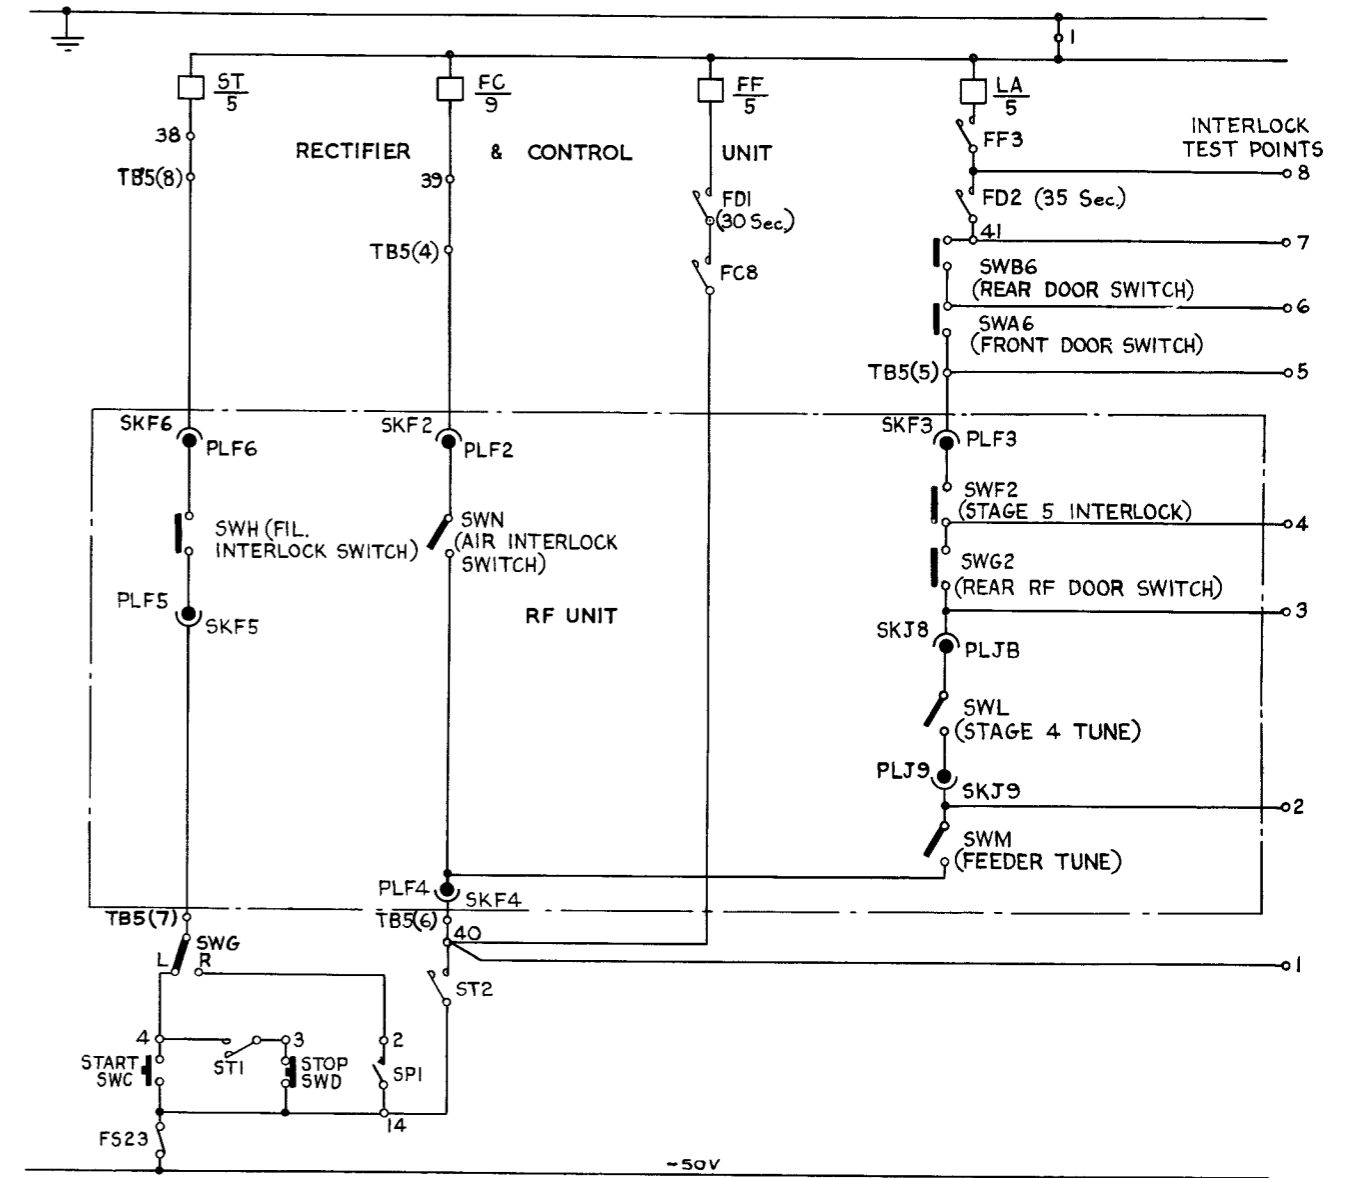 1
ST
5
FC
9
FF
5
LA
5
38
TB5(8)
RECTIFIER & CONTROL UNIT
39
TB5(4)
FD1
(30 Sec.)
FC8
FF3
INTERLOCK
TEST POINTS
8
FD2 (35 Sec.)
41
7
SWB6
(REAR DOOR SWITCH)
6
SWA6
(FRONT DOOR SWITCH)
TB5(5)
5
SKF6
PLF6
SKF2
PLF2
SKF3
PLF3
SWH (FIL.
INTERLOCK SWITCH)
SWN
(AIR INTERLOCK
SWITCH)
SWF2
(STAGE 5 INTERLOCK)
4
SWG2
(REAR RF DOOR SWITCH)
3
PLF5
SKF5
RF UNIT
SKJ8
PLJB
SWL
(STAGE 4 TUNE)
PLJ9
SKJ9
2
SWM
(FEEDER TUNE)
PLF4
SKF4
TB5(7)
TB5(6)
40
SWG
L
R
1
ST2
4
ST1
3
2
START
SWC
STOP
SWD
SP1
14
FS23
-50V